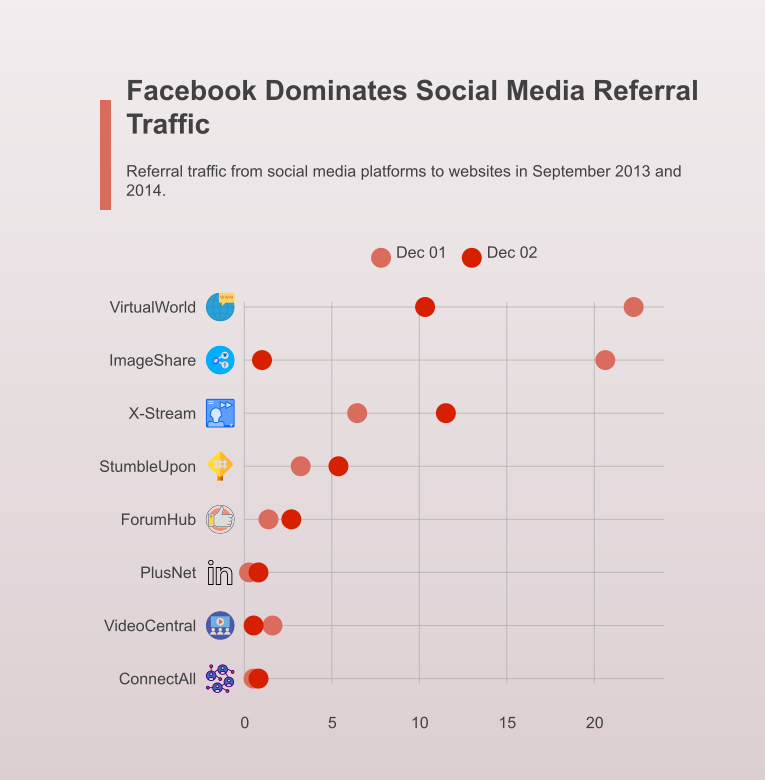 Facebook Dominates Social Media Referral
Traffic
Referral traffic from social media platforms to websites in September 2013 and
2014.
Dec 01 Dec 02
VirtualWorld
ImageShare
X-Stream
StumbleUpon
ForumHub
PlusNet
in
VideoCentral
ConnectAll
0 5 10 15 20